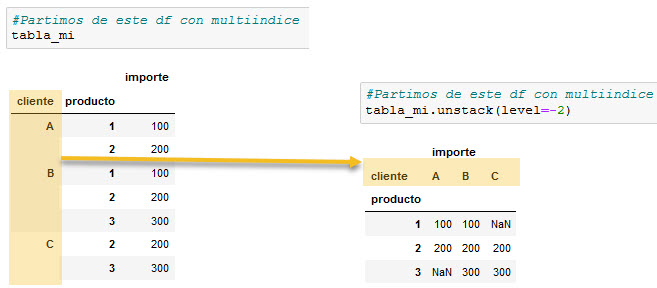 #Partimos de este df con multiindice
tabla_mi
importe
cliente producto
A 1 100
2 200
B 1 100
2 200
3 300
C 2 200
3 300
#Partimos de este df con multiindice
tabla_mi.unstack(level=-2)
importe
cliente A B C
producto
1 100 100 NaN
2 200 200 200
3 NaN 300 300